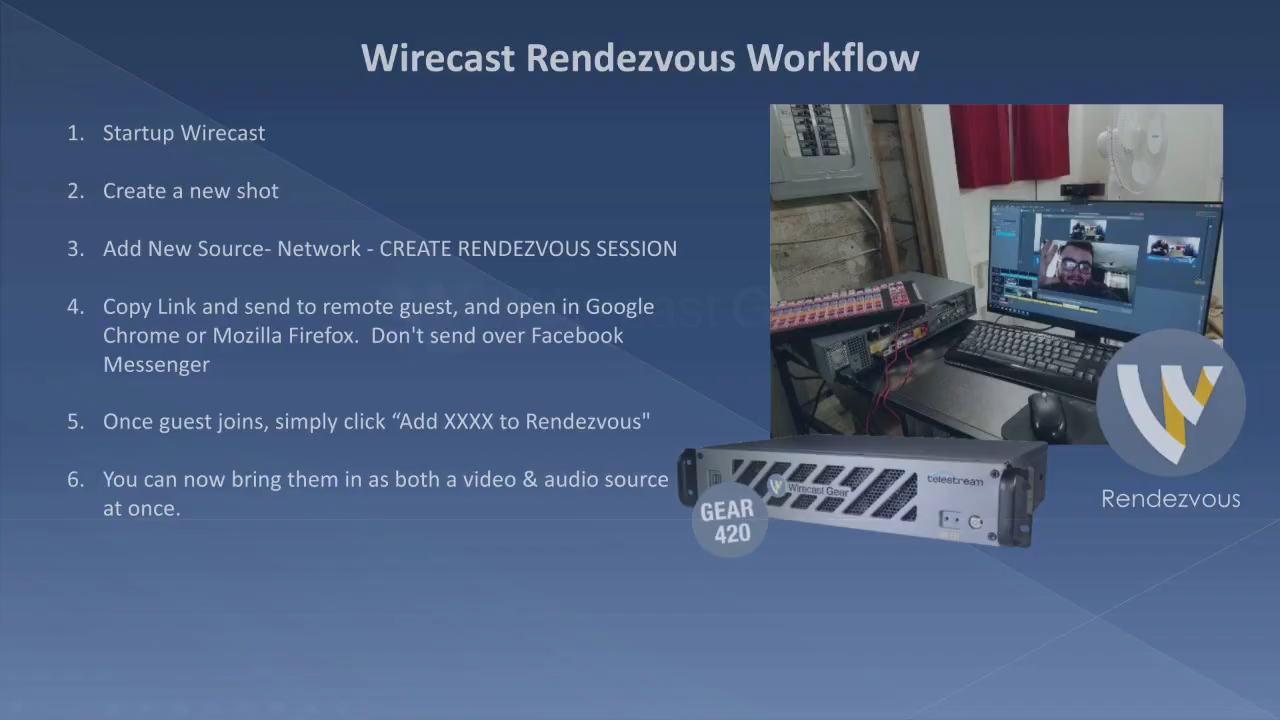 Wirecast Rendezvous Workflow
1. Startup Wirecast
2. Create a new shot
3. Add New Source- Network - CREATE RENDEZVOUS SESSION
4. Copy Link and send to remote guest, and open in Google
Chrome or Mozilla Firefox.  Don't send over Facebook
Messenger
5. Once guest joins, simply click “Add XXXX to Rendezvous"
6. You can now bring them in as both a video & audio source
at once.
Wirecast Gear
telestream
GEAR
420
Rendezvous